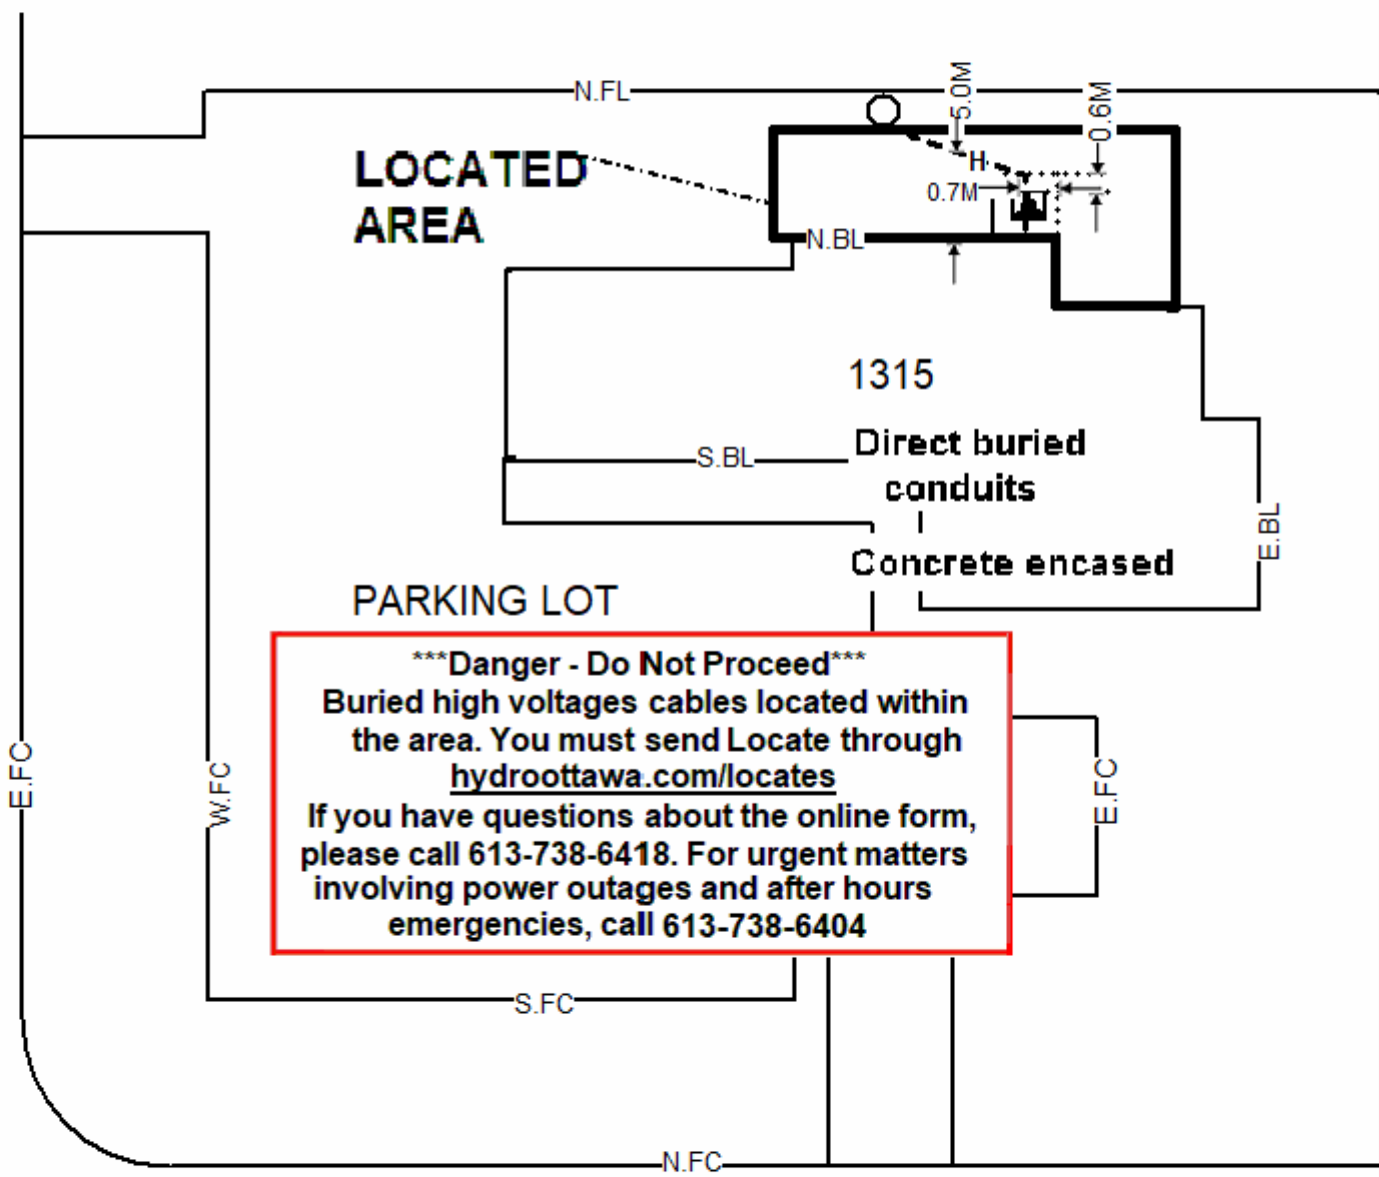 N.FL
5.0M
0.6M
LOCATED
AREA
H
0.7M
N.BL
1315
Direct buried
conduits
S.BL
E.BL
Concrete encased
PARKING LOT
***Danger - Do Not Proceed***
Buried high voltages cables located within
the area. You must send Locate through
hydroottawa.com/locates
If you have questions about the online form,
please call 613-738-6418. For urgent matters
involving power outages and after hours
emergencies, call 613-738-6404
E.FC
W.FC
E.FC
S.FC
N.FC